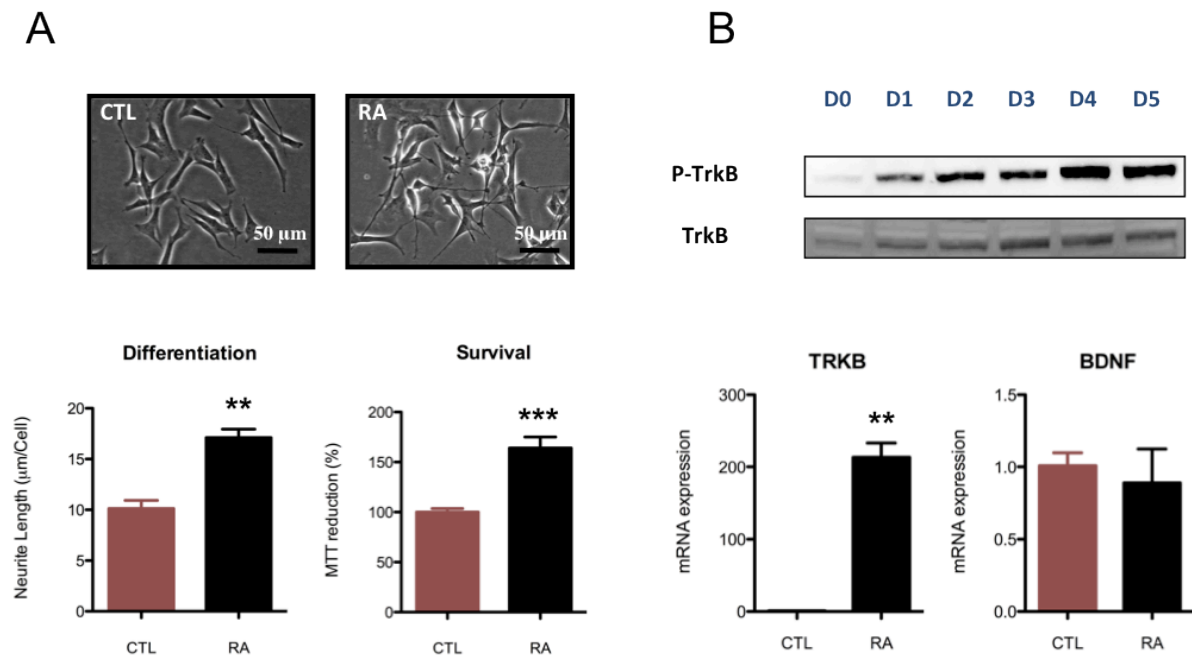 A
B
CTL
RA
50 µm
50 µm
D0 D1 D2 D3 D4 D5
P-TrkB
TrkB
Differentiation
**
Neurite Length (µm/Cell)
20
15
10
5
0
CTL RA
Survival
***
MTT reduction (%)
200
150
100
50
0
CTL RA
TRKB
**
mRNA expression
300
200
100
0
CTL RA
BDNF
mRNA expression
1.5
1.0
0.5
0.0
CTL RA